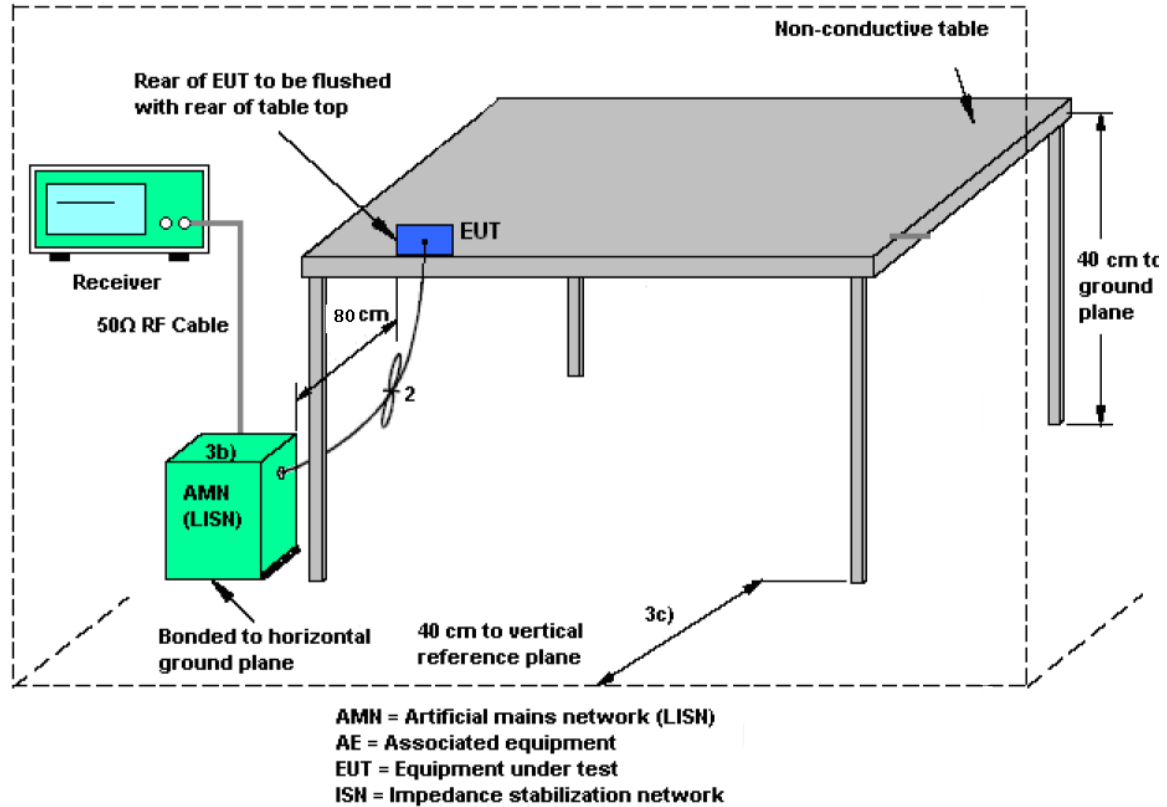 Non-conductive table
Rear of EUT to be flushed
with rear of table top
EUT
Receiver
40 cm to
ground
plane
80 cm
50Ω RF Cable
2
3b)
AMN
(LISN)
3c)
Bonded to horizontal
ground plane
40 cm to vertical
reference plane
AMN = Artificial mains network (LISN)
AE = Associated equipment
EUT = Equipment under test
ISN = Impedance stabilization network